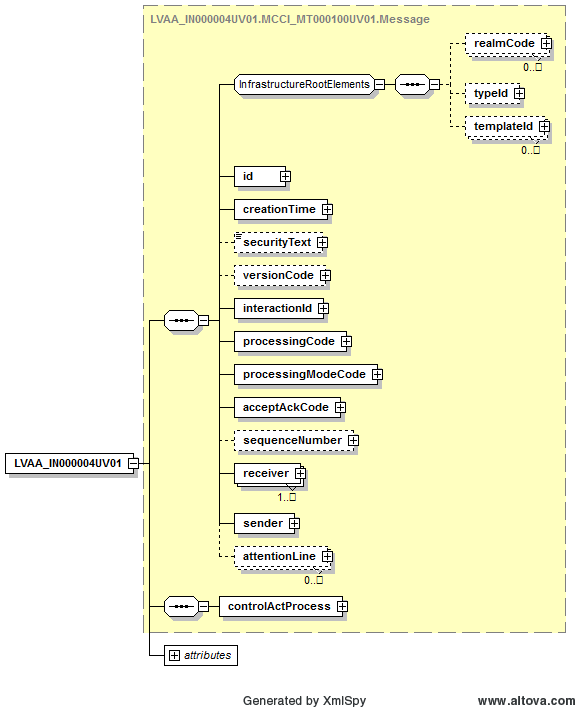 LVAA_IN000004UV01.MCCI_MT000100UV01.Message
realmCode
0..□
InfrastructureRootElements
typeId
templateId
0..□
id
creationTime
securityText
versionCode
interactionId
processingCode
processingModeCode
acceptAckCode
sequenceNumber
LVAA_IN000004UV01
receiver
1..□
sender
attentionLine
0..□
controlActProcess
attributes
Generated by XmlSpy www.altova.com